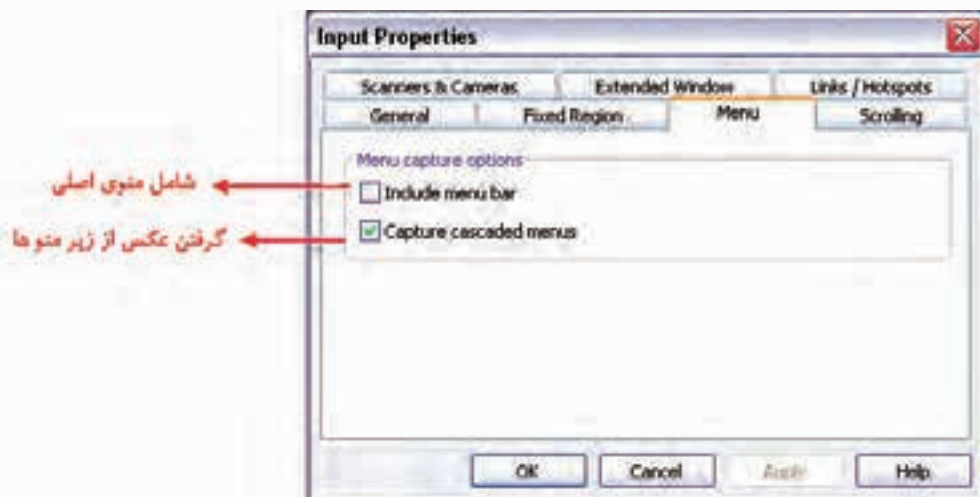 Input Properties
Scanners & Cameras
Extended Window
Links / Hotspots
General
Fixed Region
Menu
Scrolling
Menu capture options
شامل منوی اصلی
Include menu bar
گرفتن عکس از زیر منو ها
Capture cascaded menus
OK
Cancel
Apply
Help